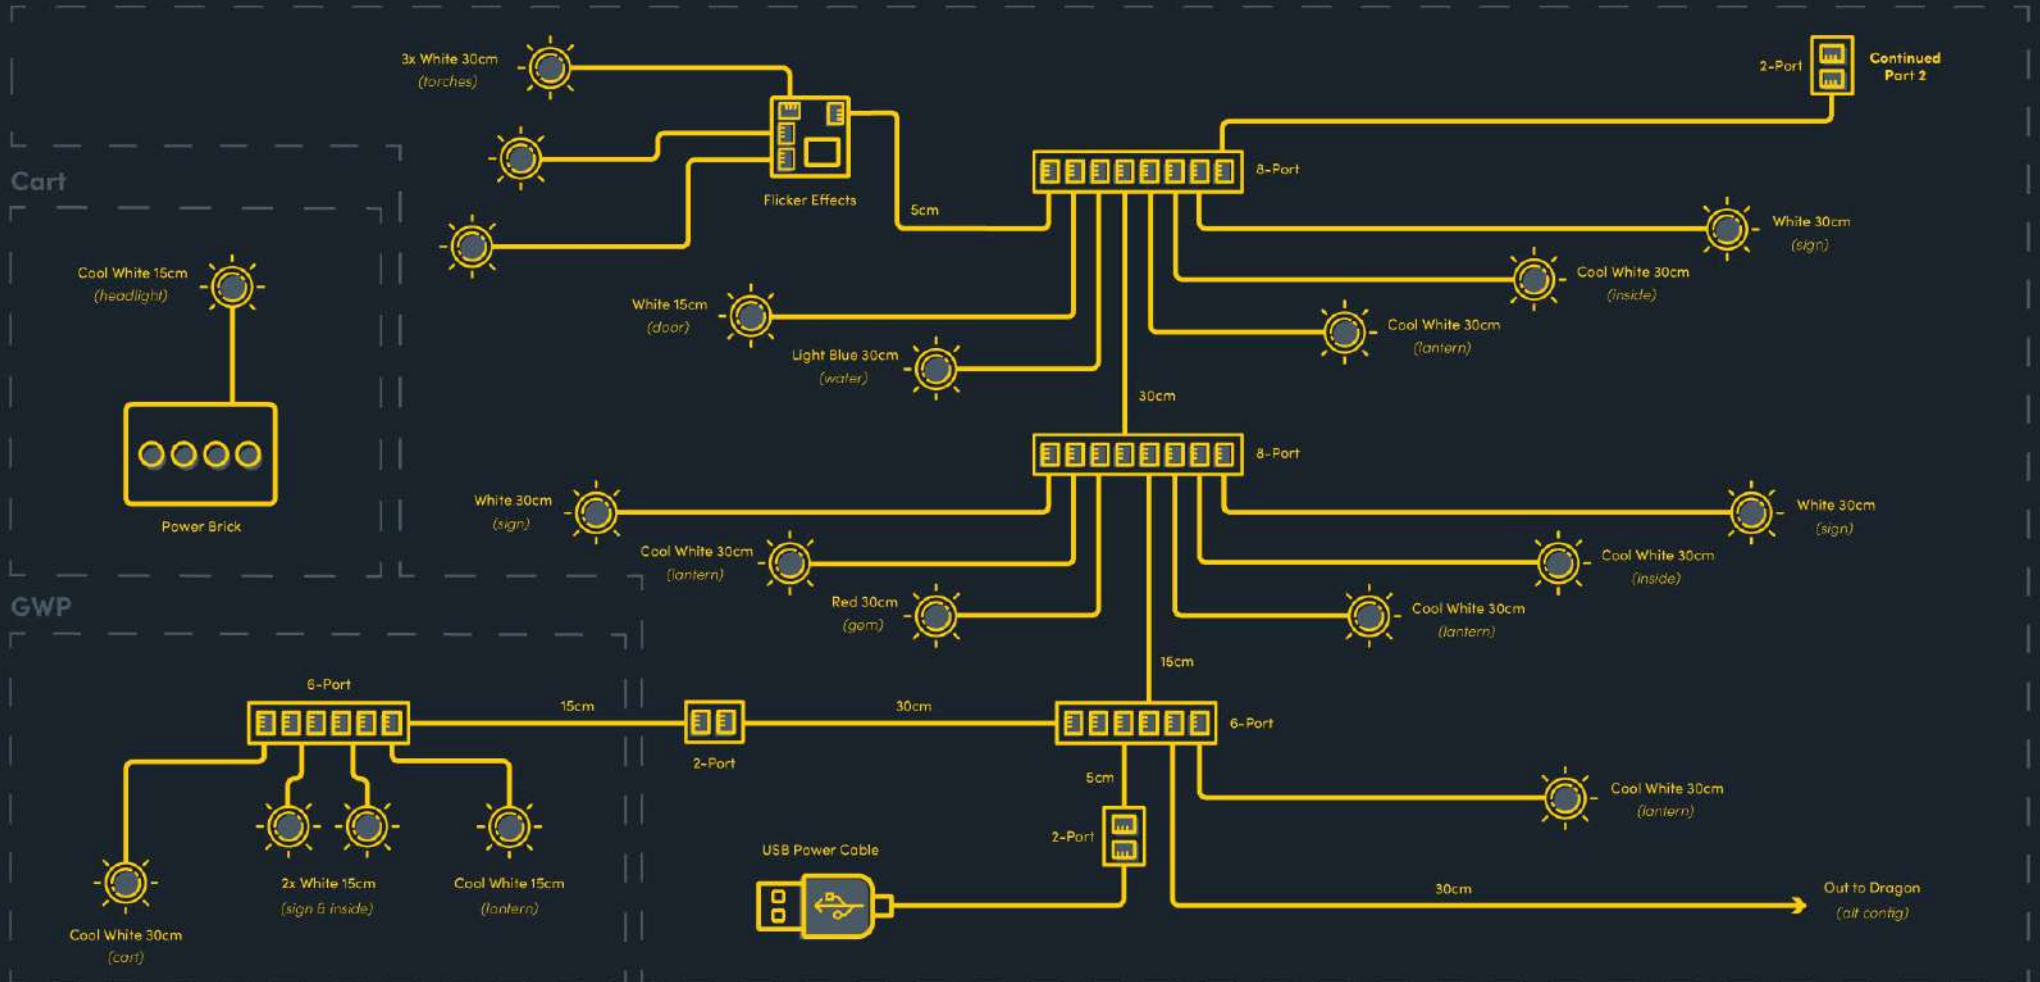 3x White 30cm
(torches)
2-Port
Continued
Part 2
8-Port
Cart
Flicker Effects
5cm
White 30cm
(sign)
Cool White 15cm
(headlight)
Cool White 30cm
(inside)
White 15cm
(door)
Cool White 30cm
(lantern)
Light Blue 30cm
(water)
30cm
8-Port
White 30cm
(sign)
White 30cm
(sign)
Power Brick
Cool White 30cm
(lantern)
Cool White 30cm
(inside)
GWP
Red 30cm
(gem)
Cool White 30cm
(lantern)
15cm
6-Port
15cm
30cm
6-Port
2-Port
5cm
Cool White 30cm
(lantern)
2-Port
USB Power Cable
2x White 15cm
(sign & inside)
Cool White 15cm
(lantern)
30cm
Out to Dragon
(alt config)
Cool White 30cm
(cart)